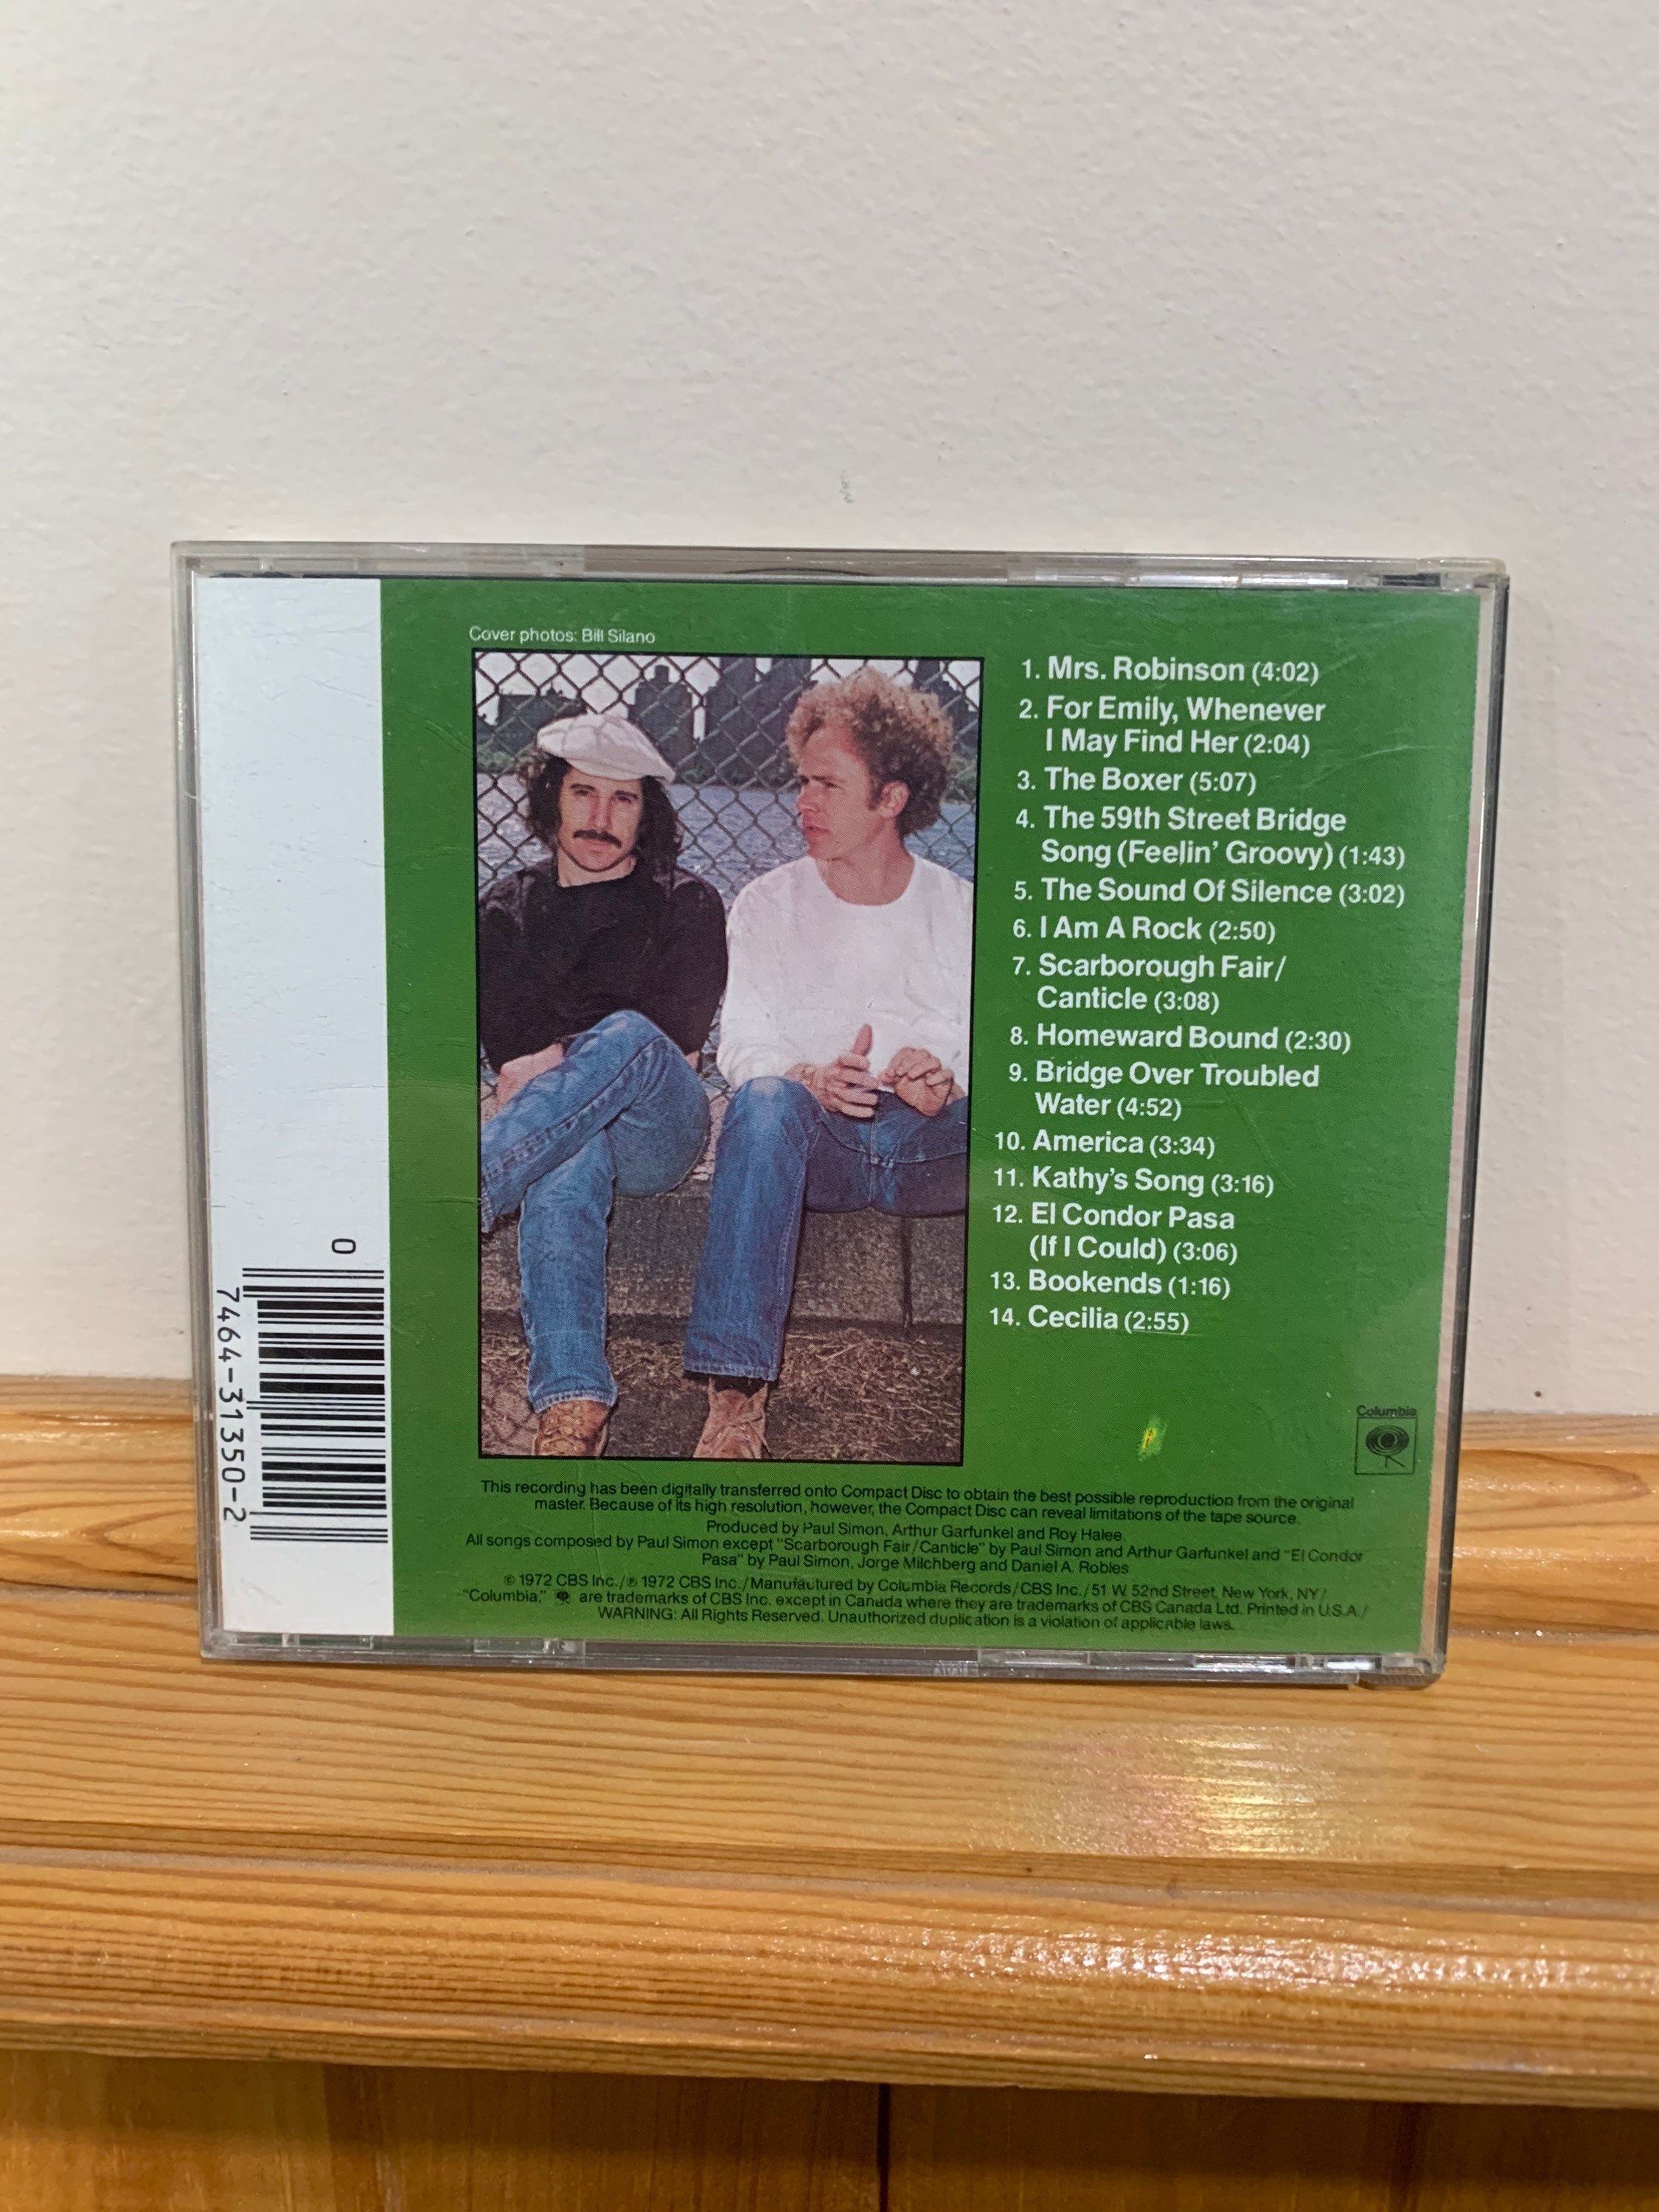 Cover photos: Bill Silano
1. Mrs. Robinson (4:02)
2. For Emily, Whenever
I May Find Her (2:04)
3. The Boxer (5:07)
4. The 59th Street Bridge
Song (Feelin' Groovy) (1:43)
5. The Sound Of Silence (3:02)
6. I Am A Rock (2:50)
7. Scarborough Fair/
Canticle (3:08)
8. Homeward Bound (2:30)
9. Bridge Over Troubled
Water (4:52)
10. America (3:34)
11. Kathy's Song (3:16)
12. El Condor Pasa
(If I Could) (3:06)
13. Bookends (1:16)
14. Cecilia (2:55)
Columbia
This recording has been digitally transferred onto Compact Disc to obtain the best possible reproduction from the original
master. Because of its high resolution, however, the Compact Disc can reveal limitations of the tape source.
Produced by Paul Simon, Arthur Garfunkel and Roy Halee.
All songs composed by Paul Simon except "Scarborough Fair/Canticle" by Paul Simon and Arthur Garfunkel and "El Condor
Pasa" by Paul Simon, Jorge Milchberg and Daniel A. Robles
© 1972 CBS Inc./℗ 1972 CBS Inc./Manufactured by Columbia Records/CBS Inc./51 W. 52nd Street, New York, NY/
"Columbia," are trademarks of CBS Inc. except in Canada where they are trademarks of CBS Canada Ltd. Printed in U.S.A./
WARNING: All Rights Reserved. Unauthorized duplication is a violation of applicable laws.
0
7464-31350-2